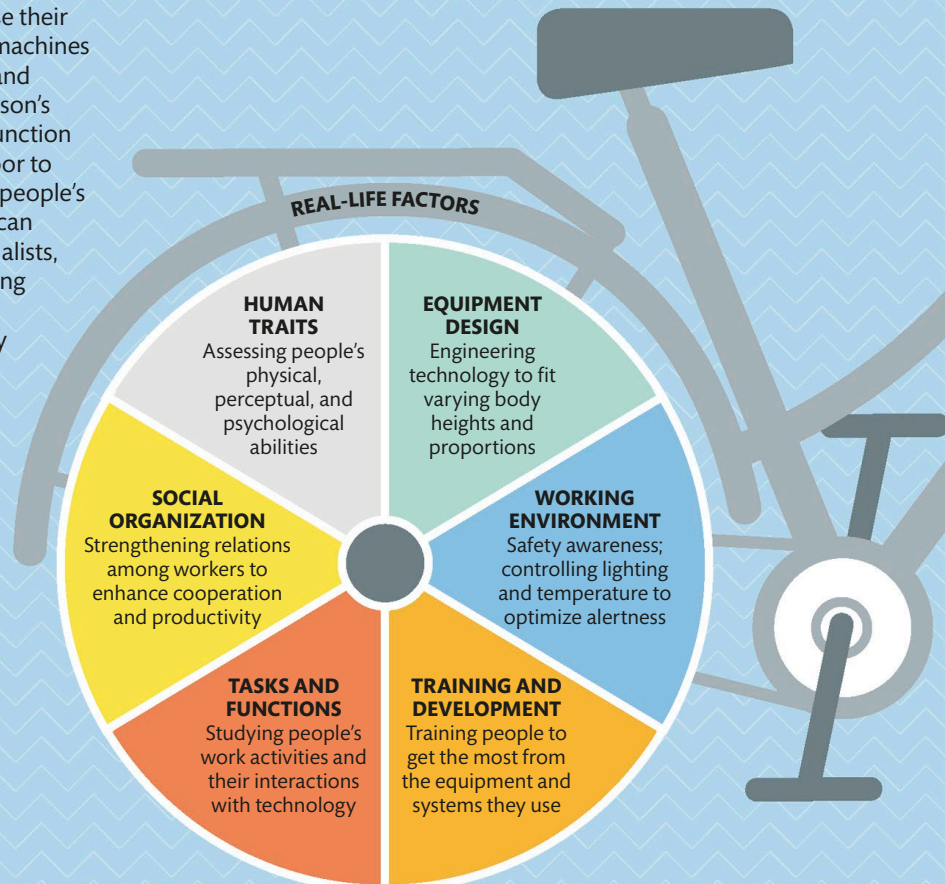 se their
machines
and
son's
unction
or to
people's
can
alists,
ng
y
REAL-LIFE FACTORS
HUMAN
TRAITS
Assessing people's
physical,
perceptual, and
psychological
abilities
EQUIPMENT
DESIGN
Engineering
technology to fit
varying body
heights and
proportions
SOCIAL
ORGANIZATION
Strengthening relations
among workers to
enhance cooperation
and productivity
WORKING
ENVIRONMENT
Safety awareness;
controlling lighting
and temperature to
optimize alertness
TASKS AND
FUNCTIONS
Studying people's
work activities and
their interactions
with technology
TRAINING AND
DEVELOPMENT
Training people to
get the most from
the equipment and
systems they use